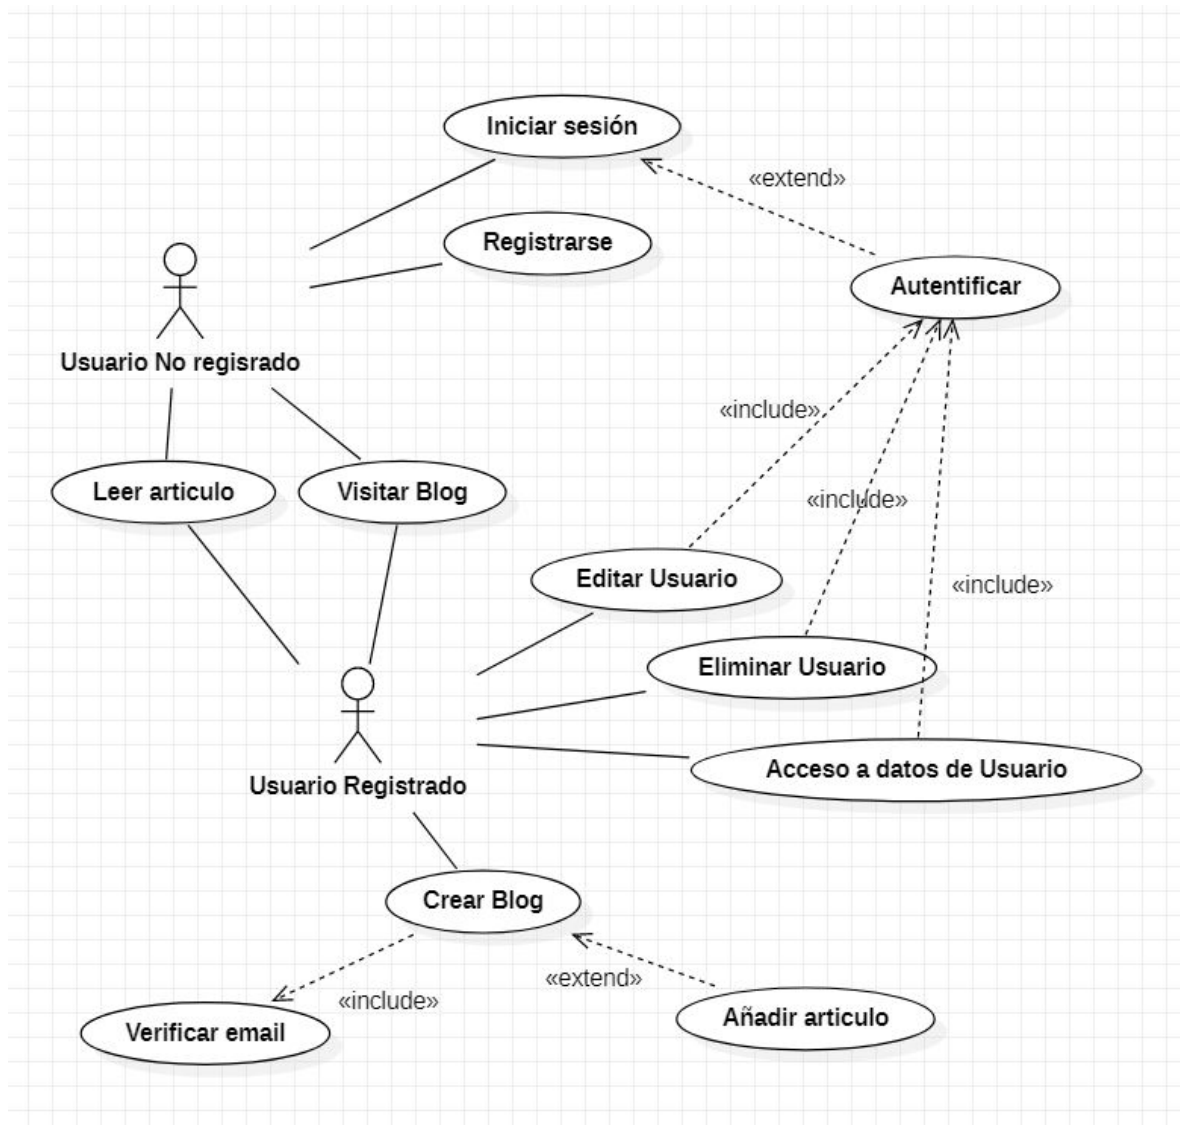 Iniciar sesión
«extend»
Registrarse
Autentificar
Usuario No regisrado
«include»
Leer articulo
Visitar Blog
«include»
Editar Usuario
«include»
Eliminar Usuario
Acceso a datos de Usuario
Usuario Registrado
Crear Blog
«extend»
«include»
Añadir articulo
Verificar email